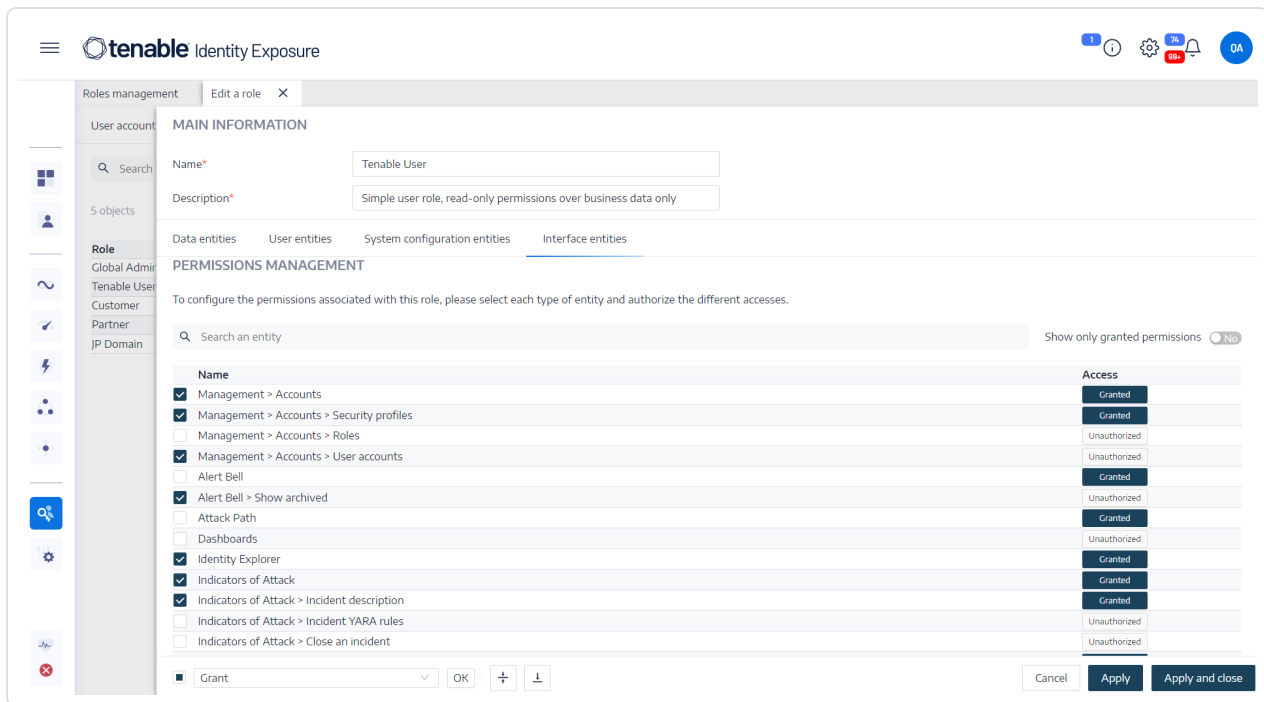 tenable Identity Exposure
1
74
99+
QA
Roles management
Edit a role
User account
Search
5 objects
Role
Global Admin
Tenable User
Customer
Partner
JP Domain
MAIN INFORMATION
Name*
Tenable User
Description*
Simple user role, read-only permissions over business data only
Data entities User entities System configuration entities Interface entities
PERMISSIONS MANAGEMENT
To configure the permissions associated with this role, please select each type of entity and authorize the different accesses.
Search an entity
Show only granted permissions No
Name Access
Management > Accounts Granted
Management > Accounts > Security profiles Granted
Management > Accounts > Roles Unauthorized
Management > Accounts > User accounts Unauthorized
Alert Bell Granted
Alert Bell > Show archived Unauthorized
Attack Path Granted
Dashboards Unauthorized
Identity Explorer Granted
Indicators of Attack Granted
Indicators of Attack > Incident description Granted
Indicators of Attack > Incident YARA rules Unauthorized
Indicators of Attack > Close an incident Unauthorized
Grant OK Cancel Apply Apply and close